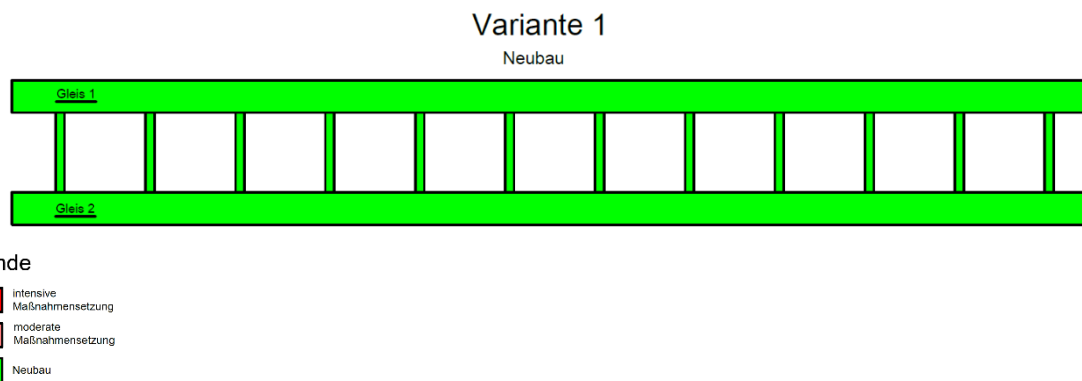 Variante 1
Neubau
Gleis 1
Gleis 2
nde
intensive
Maßnahmensetzung
moderate
Maßnahmensetzung
Neubau